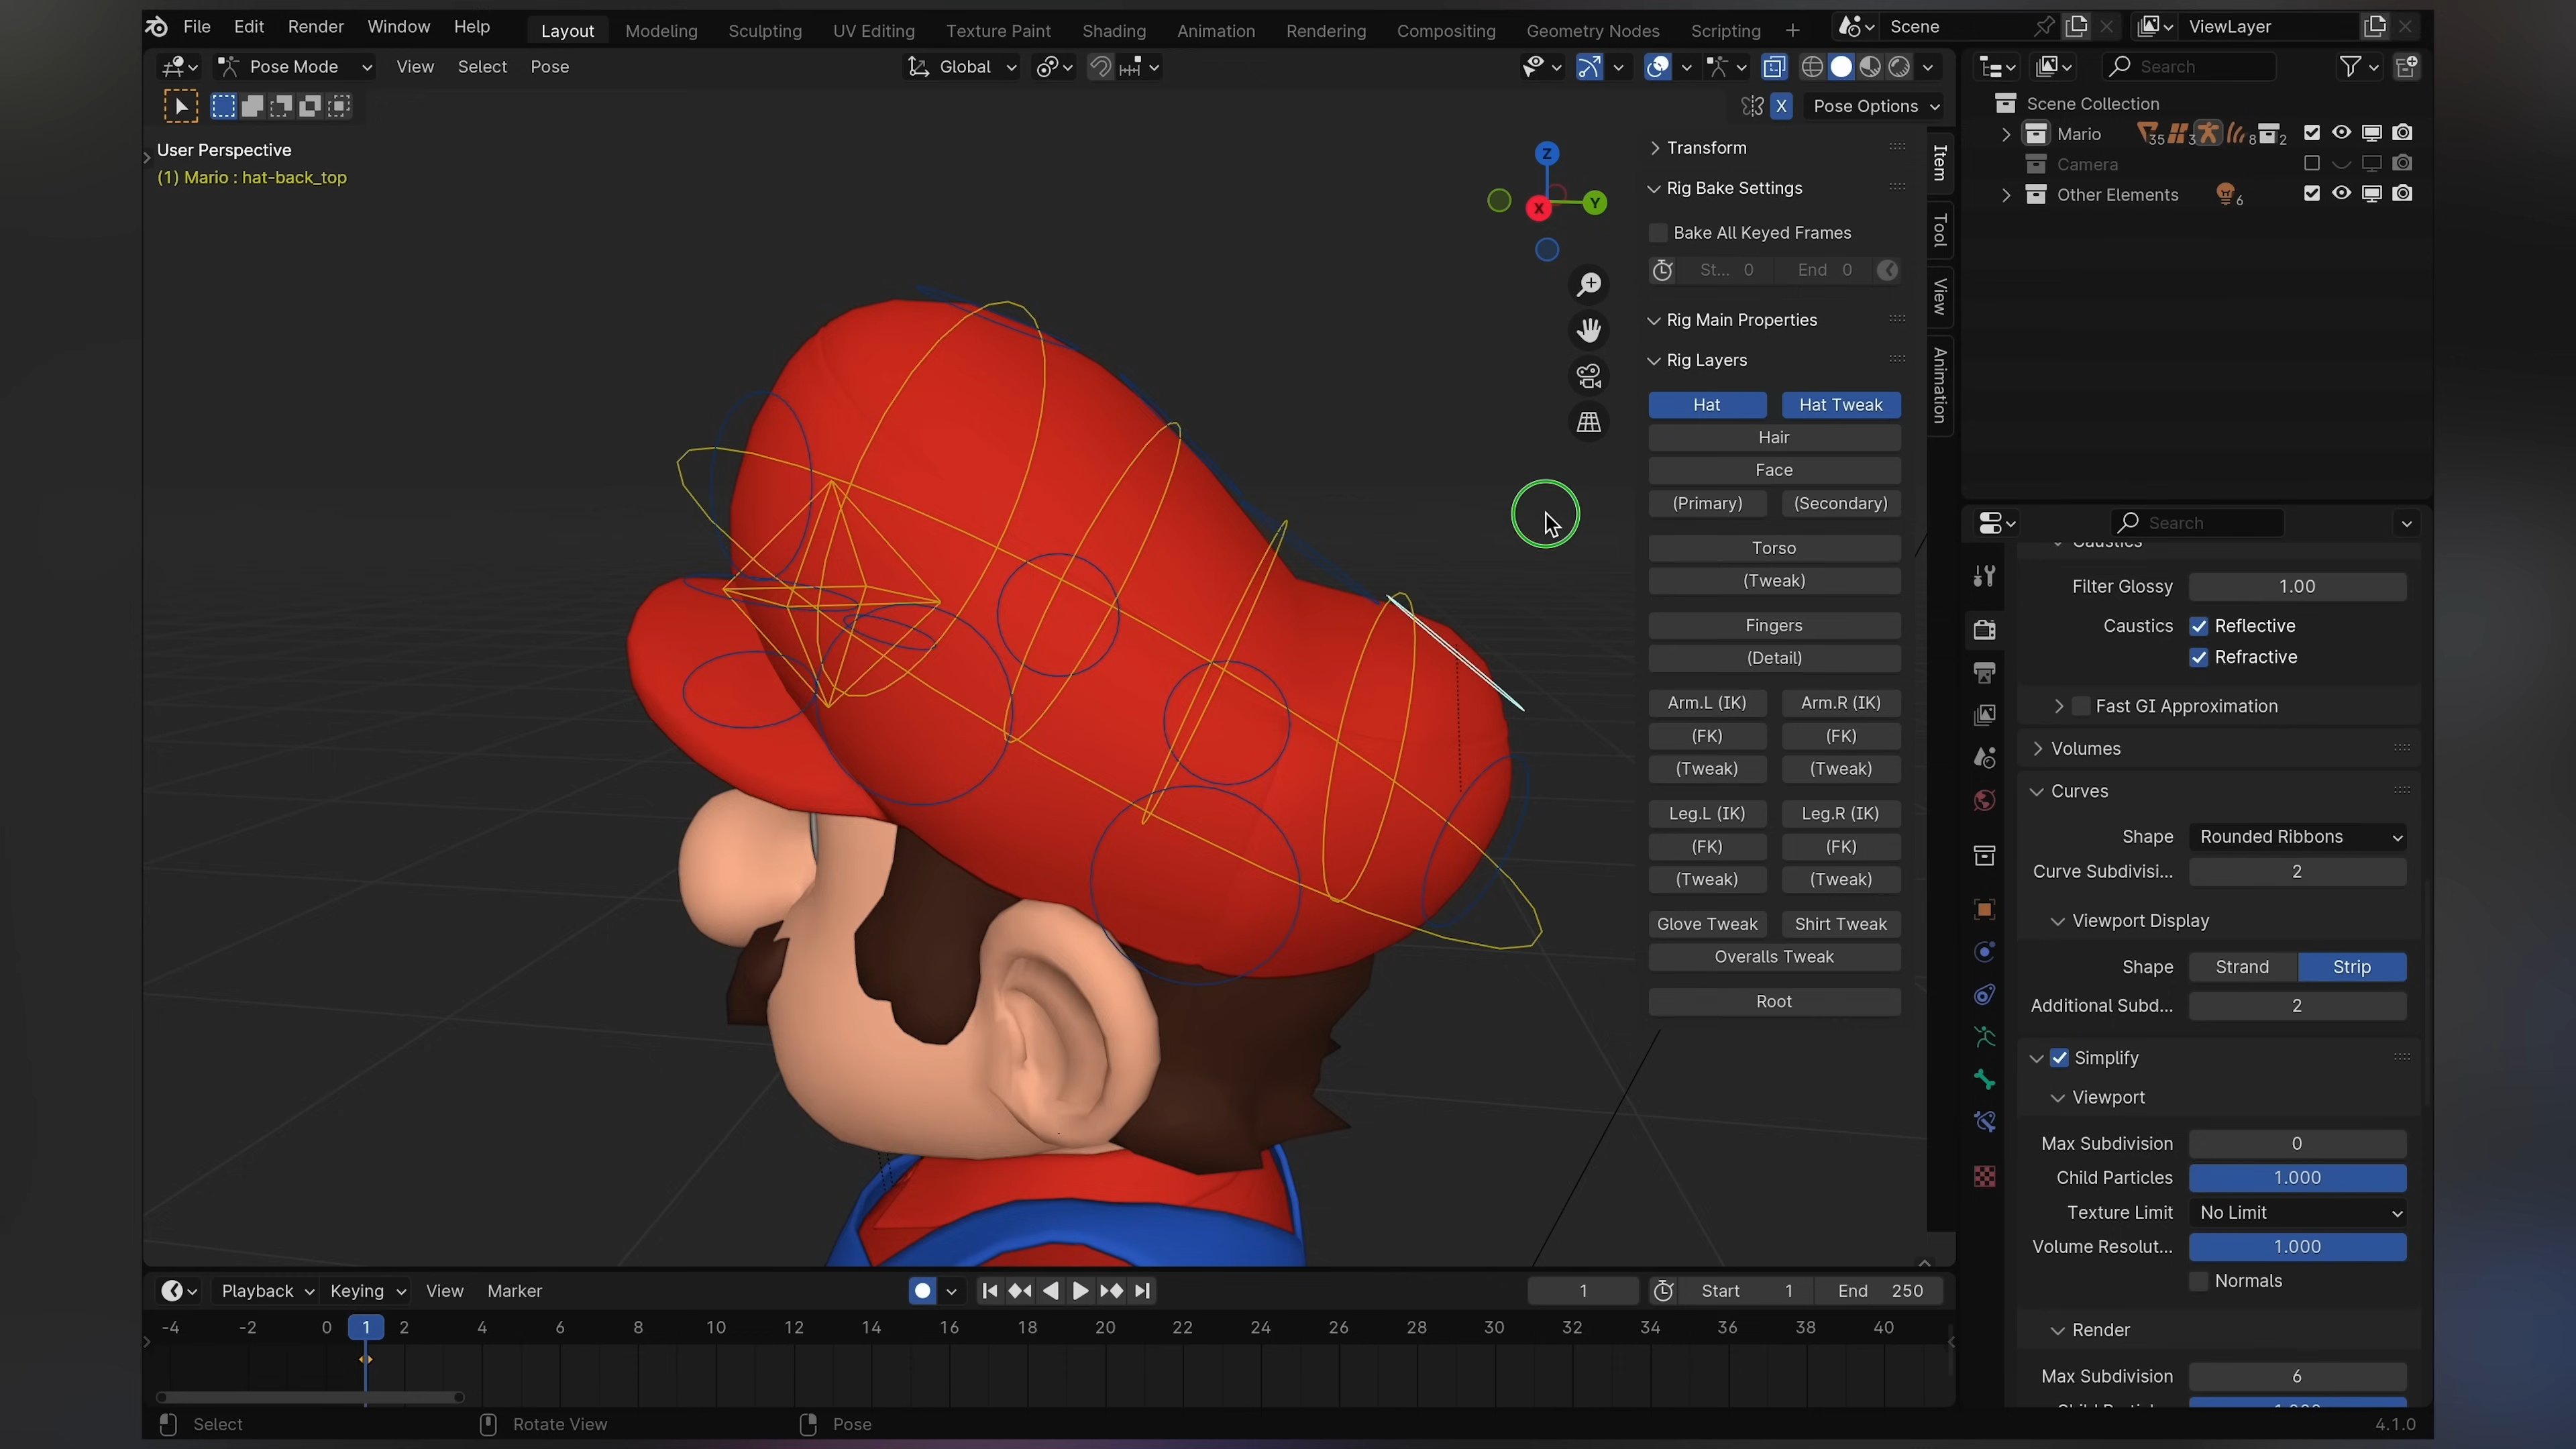 File Edit Render Window Help Layout Modeling Sculpting UV Editing Texture Paint Shading Animation Rendering Compositing Geometry Nodes Scripting + Scene ViewLayer
Pose Mode View Select Pose Global Search
X Pose Options
User Perspective
(1) Mario : hat-back_top
Z
X
Y
Transform
Rig Bake Settings
Bake All Keyed Frames
St... 0 End 0
Rig Main Properties
Rig Layers
Hat Hat Tweak
Hair
Face
(Primary) (Secondary)
Torso
(Tweak)
Fingers
(Detail)
Arm.L (IK) Arm.R (IK)
(FK) (FK)
(Tweak) (Tweak)
Leg.L (IK) Leg.R (IK)
(FK) (FK)
(Tweak) (Tweak)
Glove Tweak Shirt Tweak
Overalls Tweak
Root
Item
Tool
View
Animation
Scene Collection
Mario 35 3 8 2
Camera
Other Elements 6
Search
Caustics
Filter Glossy 1.00
Caustics Reflective
Refractive
Fast GI Approximation
Volumes
Curves
Shape Rounded Ribbons
Curve Subdivisi... 2
Viewport Display
Shape Strand Strip
Additional Subd... 2
Simplify
Viewport
Max Subdivision 0
Child Particles 1.000
Texture Limit No Limit
Volume Resolut... 1.000
Normals
Render
Max Subdivision 6
Playback Keying View Marker 1 Start 1 End 250
-4 -2 0 1 2 4 6 8 10 12 14 16 18 20 22 24 26 28 30 32 34 36 38 40
Select Rotate View Pose 4.1.0